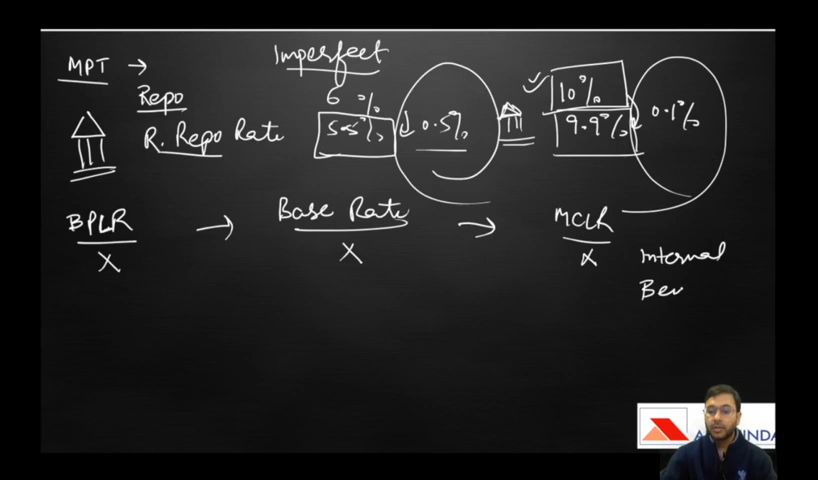 MPT → Imperfect
Repo
R. Repo Rate
6 %
5.5% ↓ 0.5%
✓ 10%
9.9% ↓ 0.1%
BPLR → Base Rate → MCLR
X X X
Internal
Ben